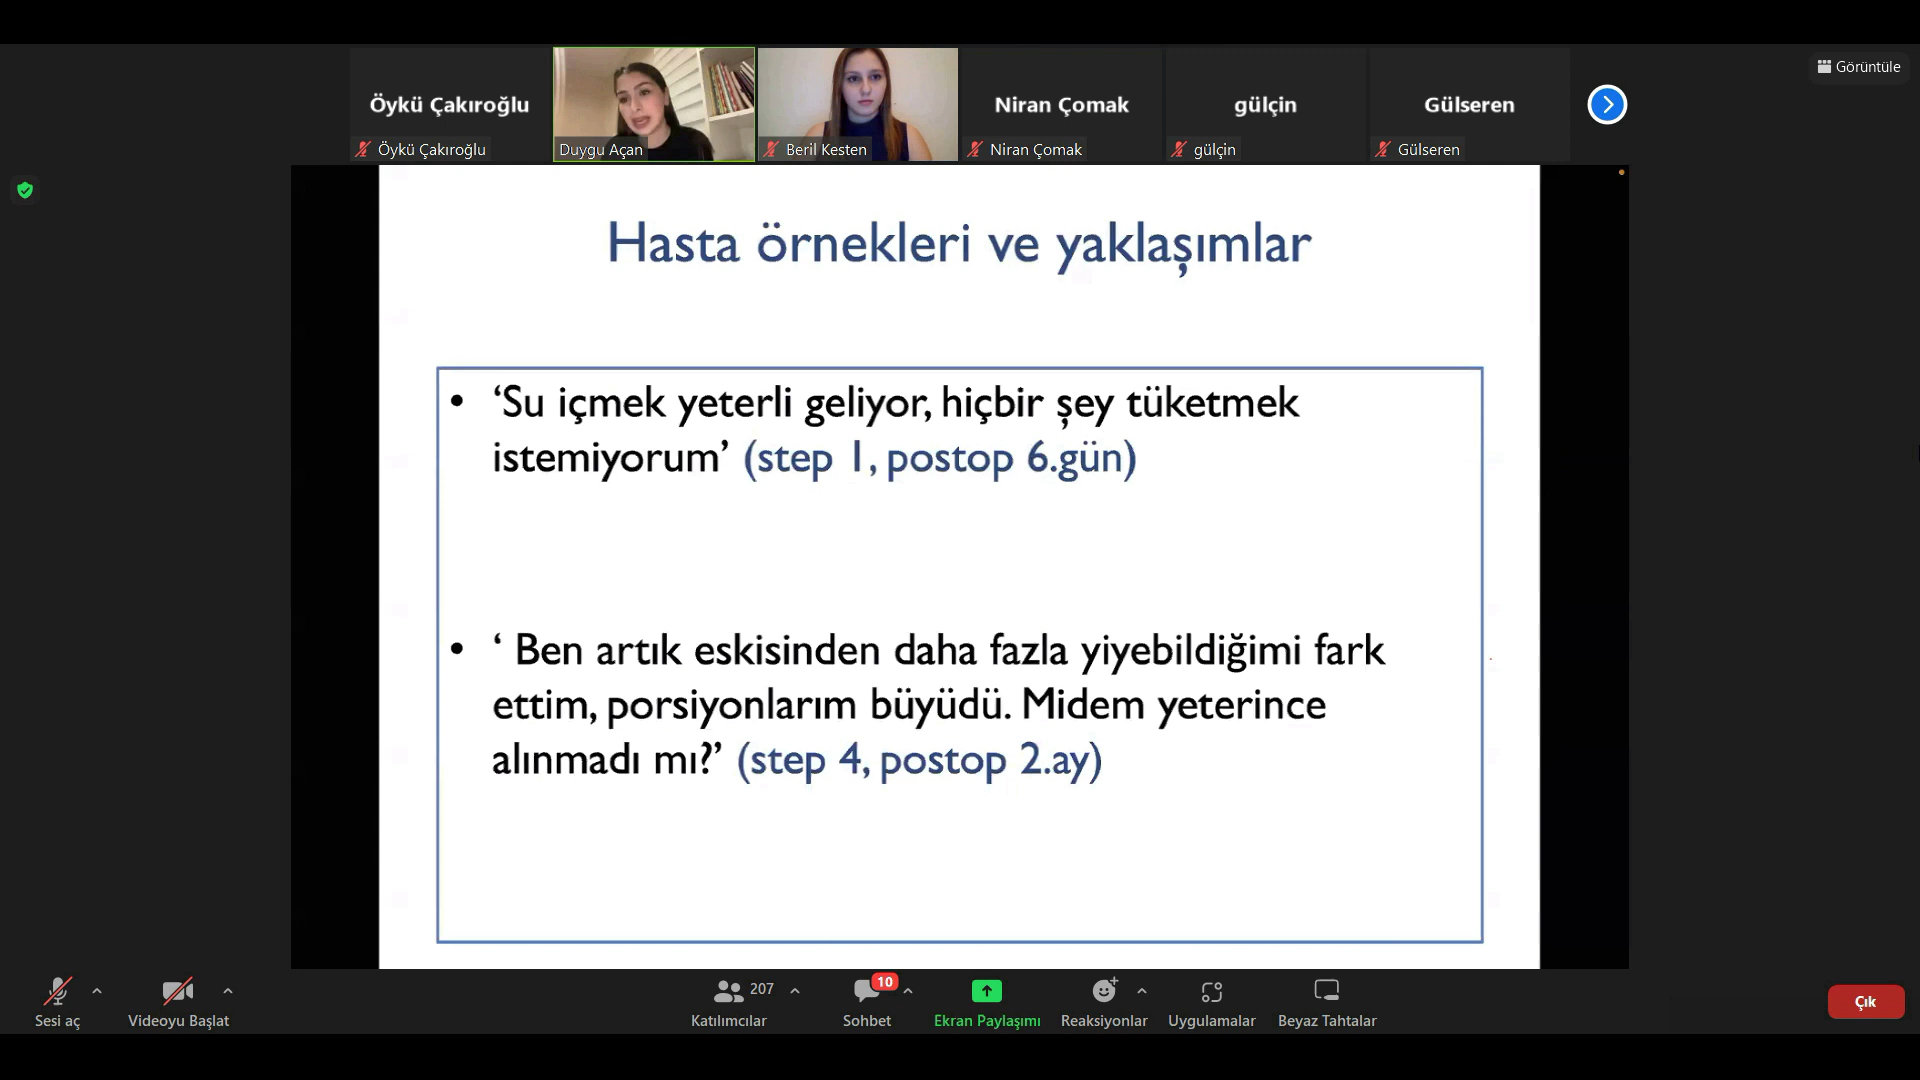 Görüntüle
Öykü Çakıroğlu
Niran Çomak
gülçin
Gülseren
Öykü Çakıroğlu
Duygu Açan
Beril Kesten
Niran Çomak
gülçin
Gülseren
Hasta örnekleri ve yaklaşımlar
• ‘Su içmek yeterli geliyor, hiçbir şey tüketmek
istemiyorum’ (step 1, postop 6.gün)
• ‘ Ben artık eskisinden daha fazla yiyebildiğimi fark
ettim, porsiyonlarım büyüdü. Midem yeterince
alınmadı mı?’ (step 4, postop 2.ay)
207
10
Sesi aç
Videoyu Başlat
Katılımcılar
Sohbet
Ekran Paylaşımı
Reaksiyonlar
Uygulamalar
Beyaz Tahtalar
Çık